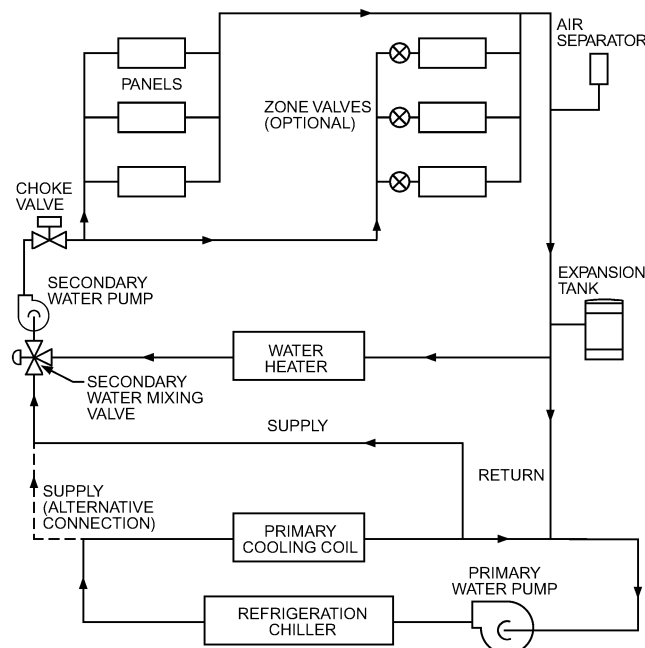 AIR
SEPARATOR
PANELS
ZONE VALVES
(OPTIONAL)
CHOKE
VALVE
SECONDARY
WATER PUMP
EXPANSION
TANK
WATER
HEATER
SECONDARY
WATER MIXING
VALVE
SUPPLY
RETURN
SUPPLY
(ALTERNATIVE
CONNECTION)
PRIMARY
COOLING COIL
PRIMARY
WATER PUMP
REFRIGERATION
CHILLER